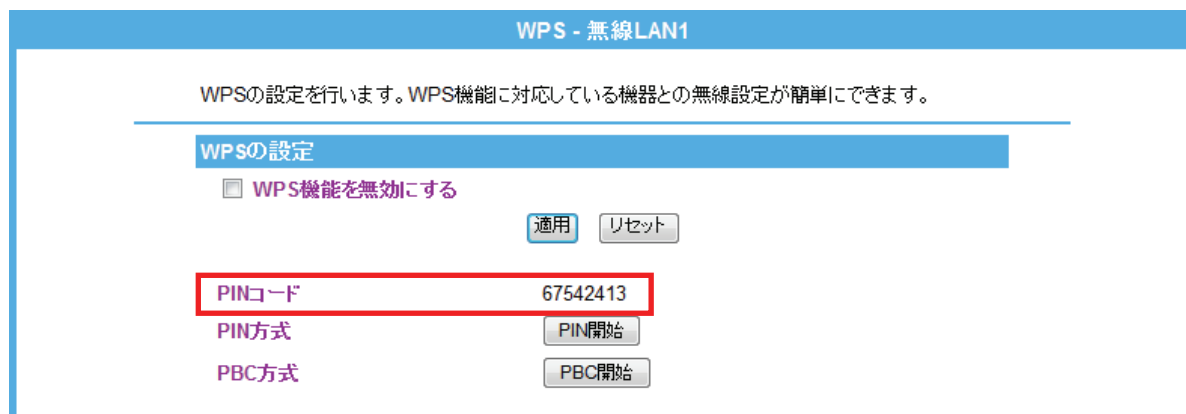 WPS - 無線LAN1
WPSの設定を行います。WPS機能に対応している機器との無線設定が簡単にできます。
WPSの設定
WPS機能を無効にする
適用 リセット
PINコード 67542413
PIN方式 PIN開始
PBC方式 PBC開始